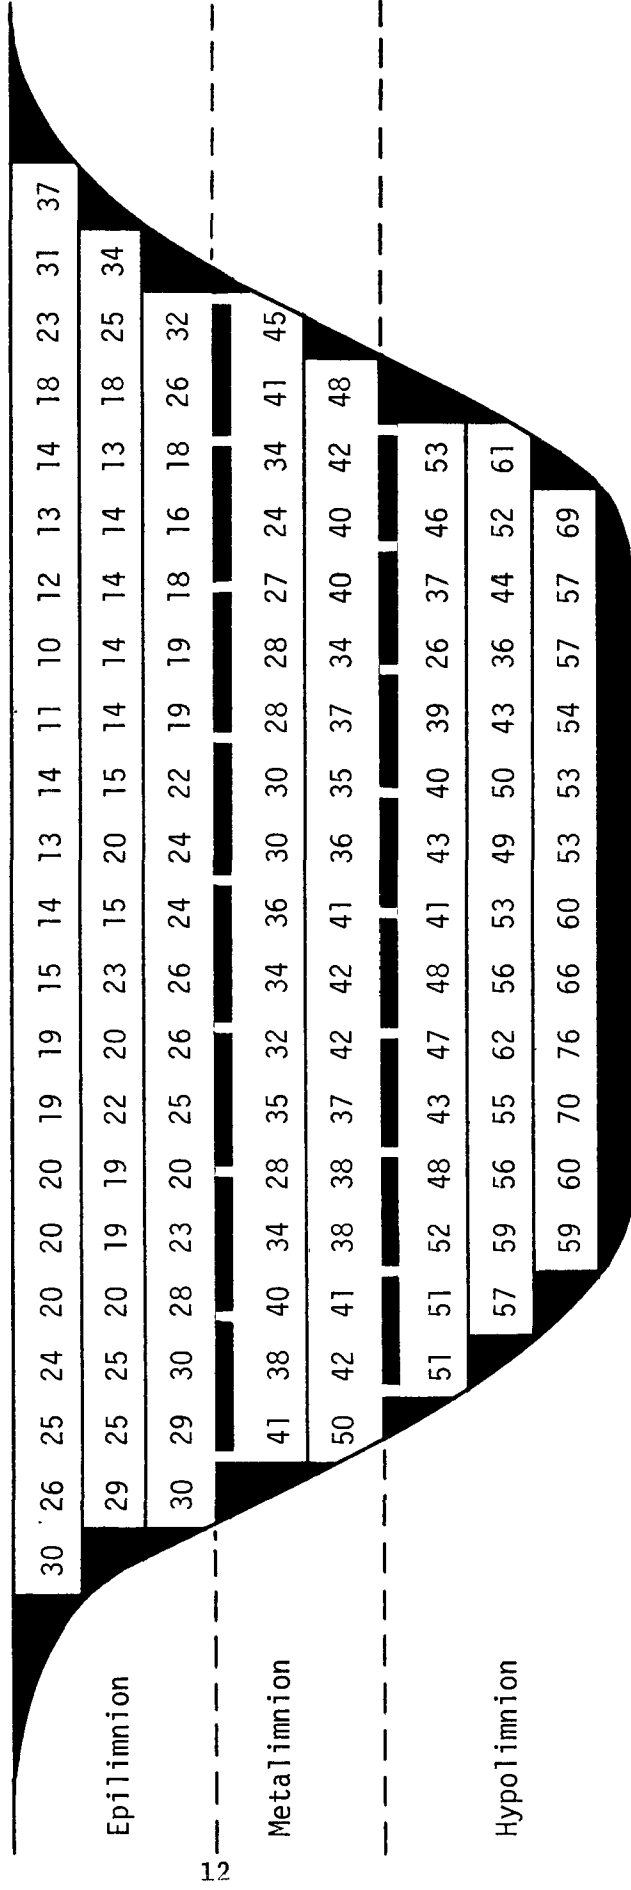 30 26 25 24 20 20 20 19 19 15 14 13 14 11 10 12 13 14 18 23 31 37
Epilimnion 29 25 25 20 19 19 22 20 23 15 20 15 14 14 14 14 13 18 25 34
30 29 30 28 23 20 25 26 26 24 24 22 19 19 18 16 18 26 32
12
Metalimnion 41 38 40 34 28 35 32 34 36 30 30 28 28 27 24 34 41 45
50 42 41 38 38 37 42 42 41 36 35 37 34 40 40 42 48
51 51 52 48 43 47 48 41 43 40 39 26 37 46 53
Hypolimnion 57 59 56 55 62 56 53 49 50 43 36 44 52 61
59 60 70 76 66 60 53 53 54 57 57 69